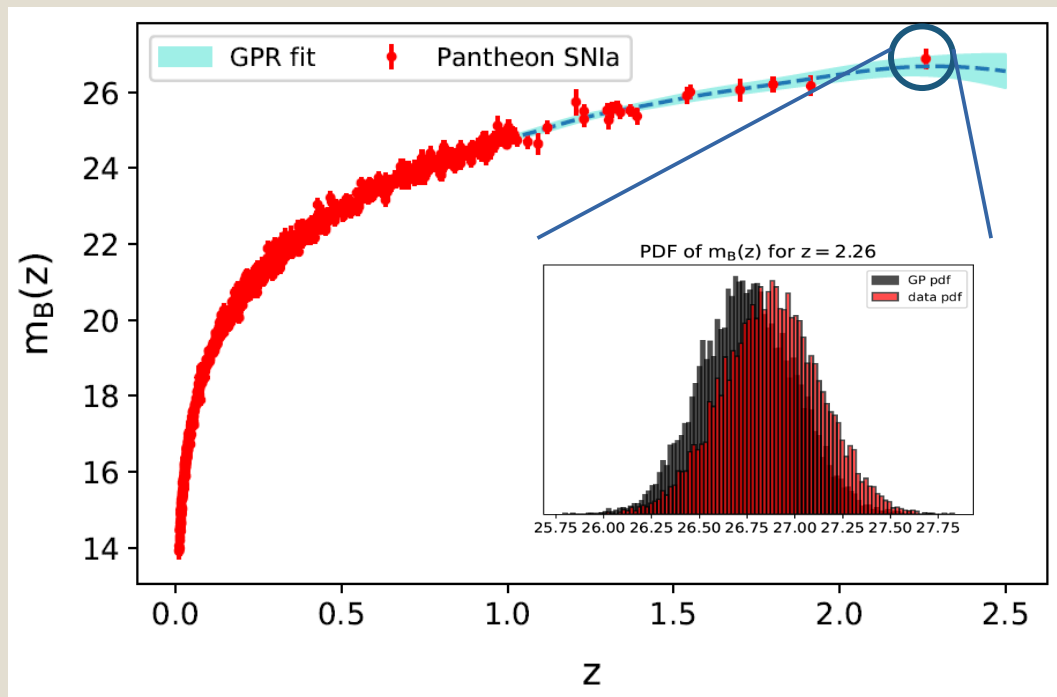 GPR fit
Pantheon SNIa
26
24
22
20
18
16
14
m_B(z)
PDF of m_B(z) for z = 2.26
GP pdf
data pdf
25.75 26.00 26.25 26.50 26.75 27.00 27.25 27.50 27.75
0.0 0.5 1.0 1.5 2.0 2.5
z